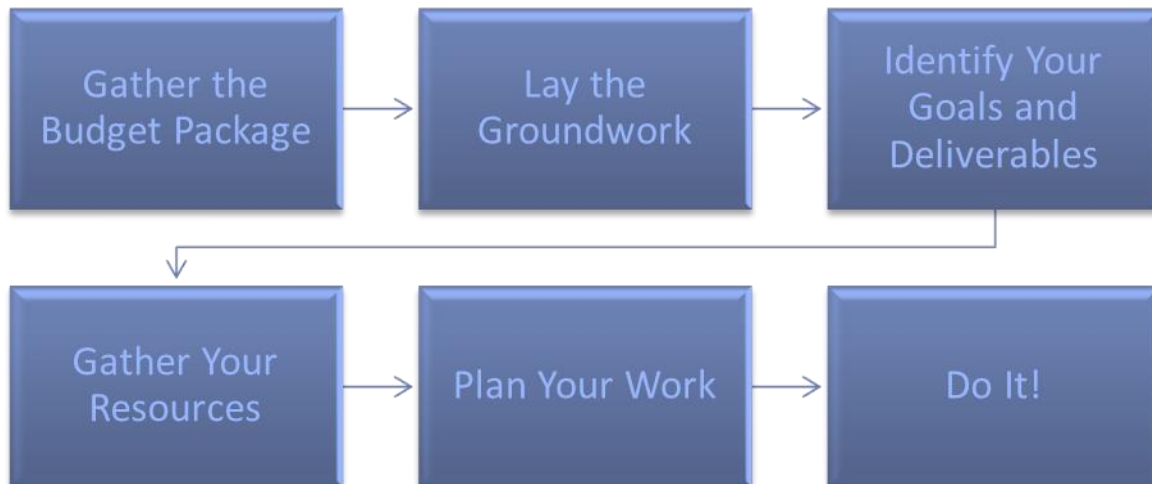 Gather the
Budget Package
Lay the
Groundwork
Identify Your
Goals and
Deliverables
Gather Your
Resources
Plan Your Work
Do It!